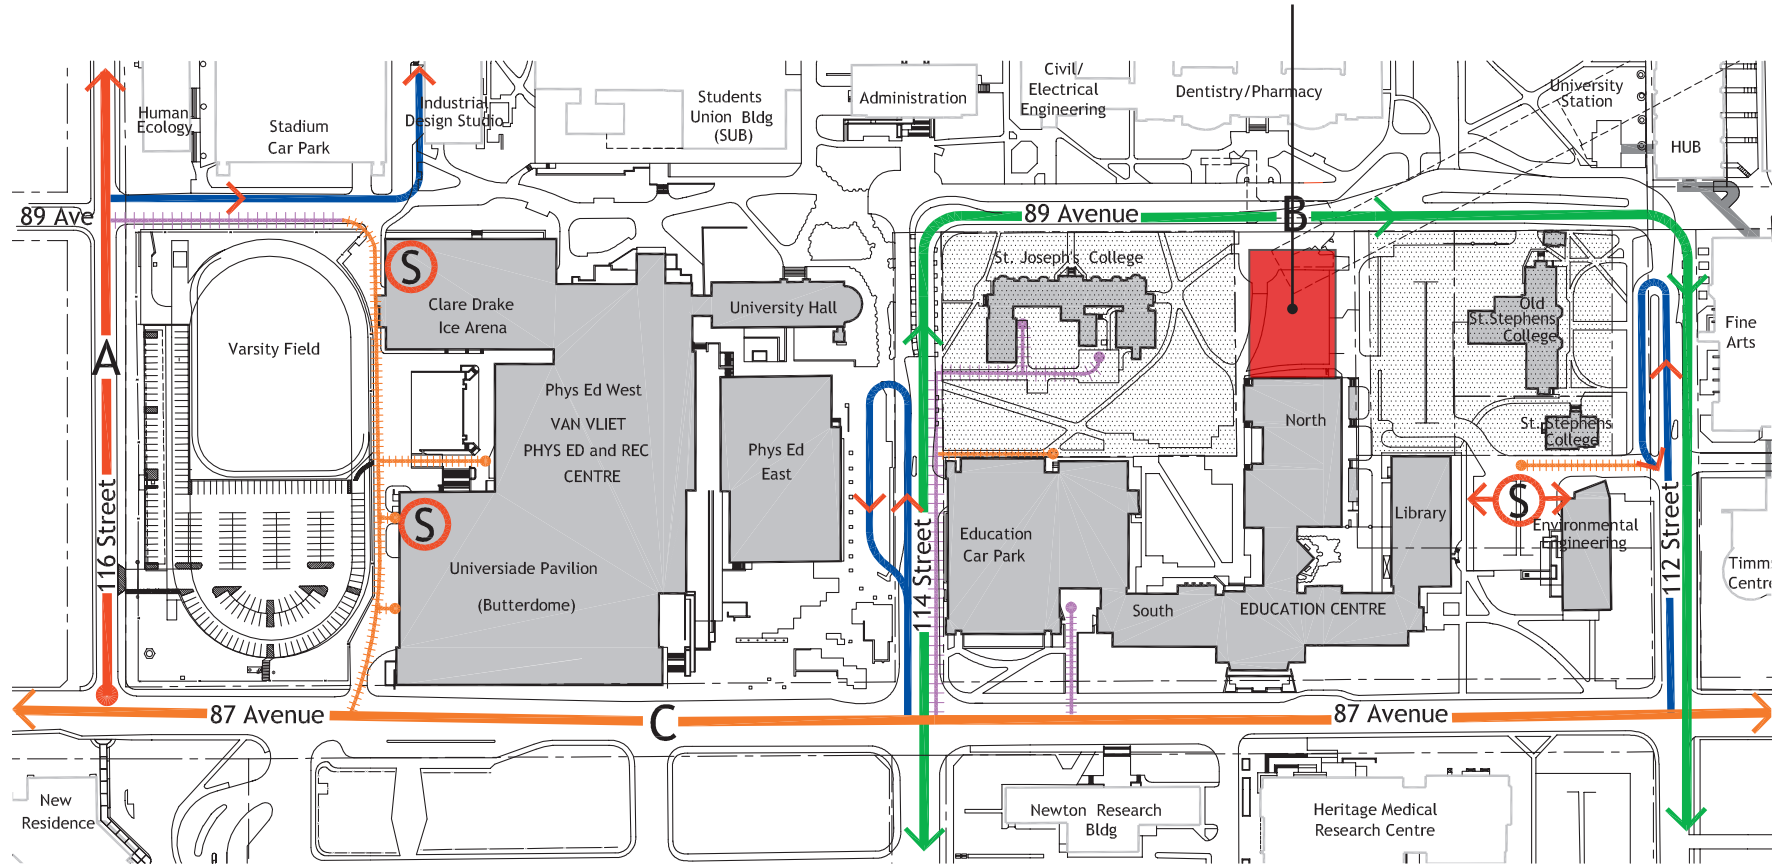 Human
Ecology
Stadium
Car Park
Industrial
Design Studio
Students
Union Bldg
(SUB)
Administration
Civil/
Electrical
Engineering
Dentistry/Pharmacy
University
Station
HUB
89 Ave
89 Avenue
B
S
Clare Drake
Ice Arena
University Hall
St. Joseph's College
Old
St.Stephens
College
Fine
Arts
Varsity Field
A
Phys Ed West
VAN VLIET
PHYS ED and REC
CENTRE
Phys Ed
East
North
St. Stephens
College
116 Street
S
Universiade Pavilion
(Butterdome)
114 Street
Education
Car Park
Library
S
Environmental
Engineering
112 Street
Timms
Centre
South
EDUCATION CENTRE
87 Avenue
C
87 Avenue
New
Residence
Newton Research
Bldg
Heritage Medical
Research Centre